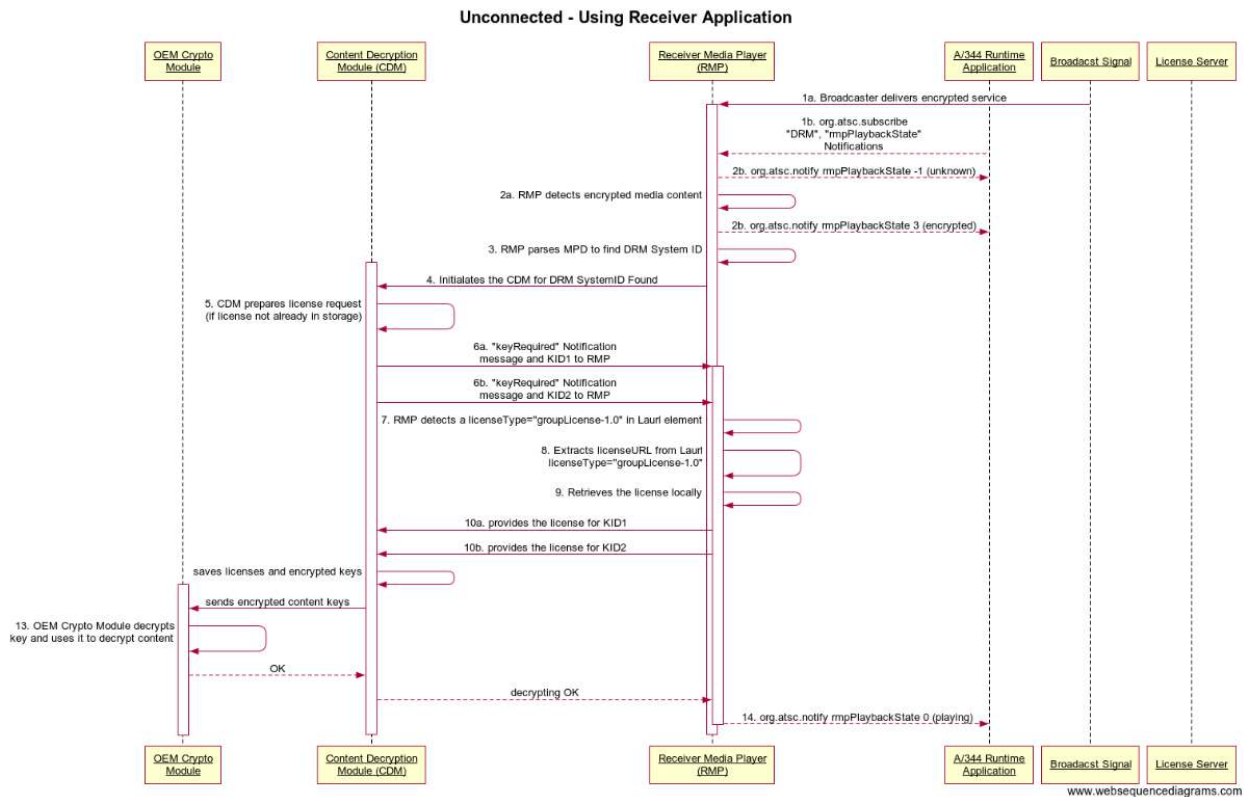 Unconnected - Using Receiver Application
OEM Crypto
Module
Content Decryption
Module (CDM)
Receiver Media Player
(RMP)
A/344 Runtime
Application
Broadacst Signal
License Server
1a. Broadcaster delivers encrypted service
1b. org.atsc.subscribe
"DRM", "rmpPlaybackState"
Notifications
2b. org.atsc.notify rmpPlaybackState -1 (unknown)
2a. RMP detects encrypted media content
2b. org.atsc.notify rmpPlaybackState 3 (encrypted)
3. RMP parses MPD to find DRM System ID
4. Initialates the CDM for DRM SystemID Found
5. CDM prepares license request
(if license not already in storage)
6a. "keyRequired" Notification
message and KID1 to RMP
6b. "keyRequired" Notification
message and KID2 to RMP
7. RMP detects a licenseType="groupLicense-1.0" in Laurl element
8. Extracts licenseURL from Laurl
licenseType="groupLicense-1.0"
9. Retrieves the license locally
10a. provides the license for KID1
10b. provides the license for KID2
saves licenses and encrypted keys
sends encrypted content keys
13. OEM Crypto Module decrypts
key and uses it to decrypt content
OK
decrypting OK
14. org.atsc.notify rmpPlaybackState 0 (playing)
OEM Crypto
Module
Content Decryption
Module (CDM)
Receiver Media Player
(RMP)
A/344 Runtime
Application
Broadacst Signal
License Server
www.websequencediagrams.com